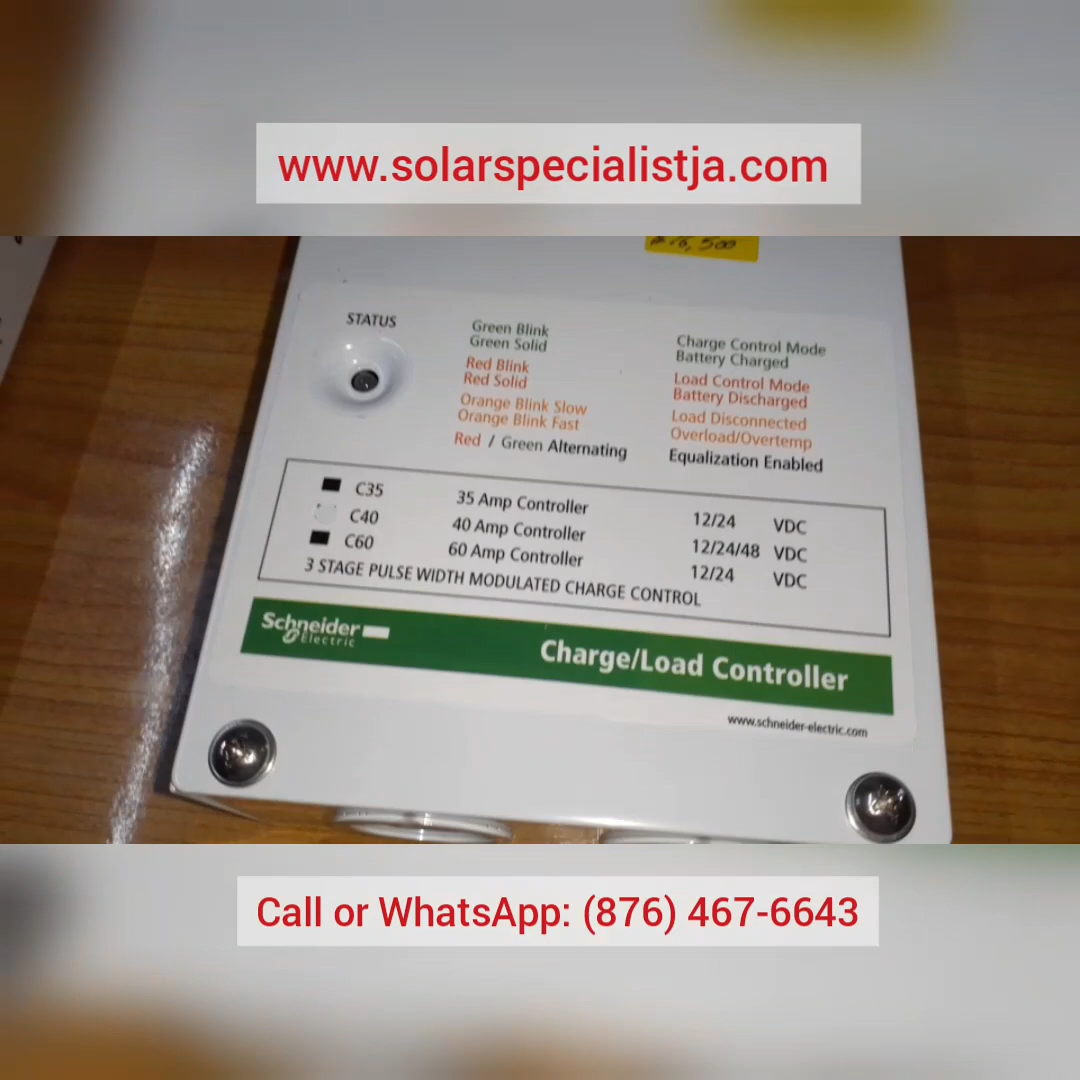 www.solarspecialistja.com
STATUS
Green Blink
Green Solid
Charge Control Mode
Battery Charged
Red Blink
Red Solid
Load Control Mode
Battery Discharged
Orange Blink Slow
Orange Blink Fast
Load Disconnected
Overload/Overtemp
Red / Green Alternating
Equalization Enabled
C35 35 Amp Controller 12/24 VDC
C40 40 Amp Controller 12/24/48 VDC
C60 60 Amp Controller 12/24 VDC
3 STAGE PULSE WIDTH MODULATED CHARGE CONTROL
Schneider
Electric
Charge/Load Controller
www.schneider-electric.com
Call or WhatsApp: (876) 467-6643